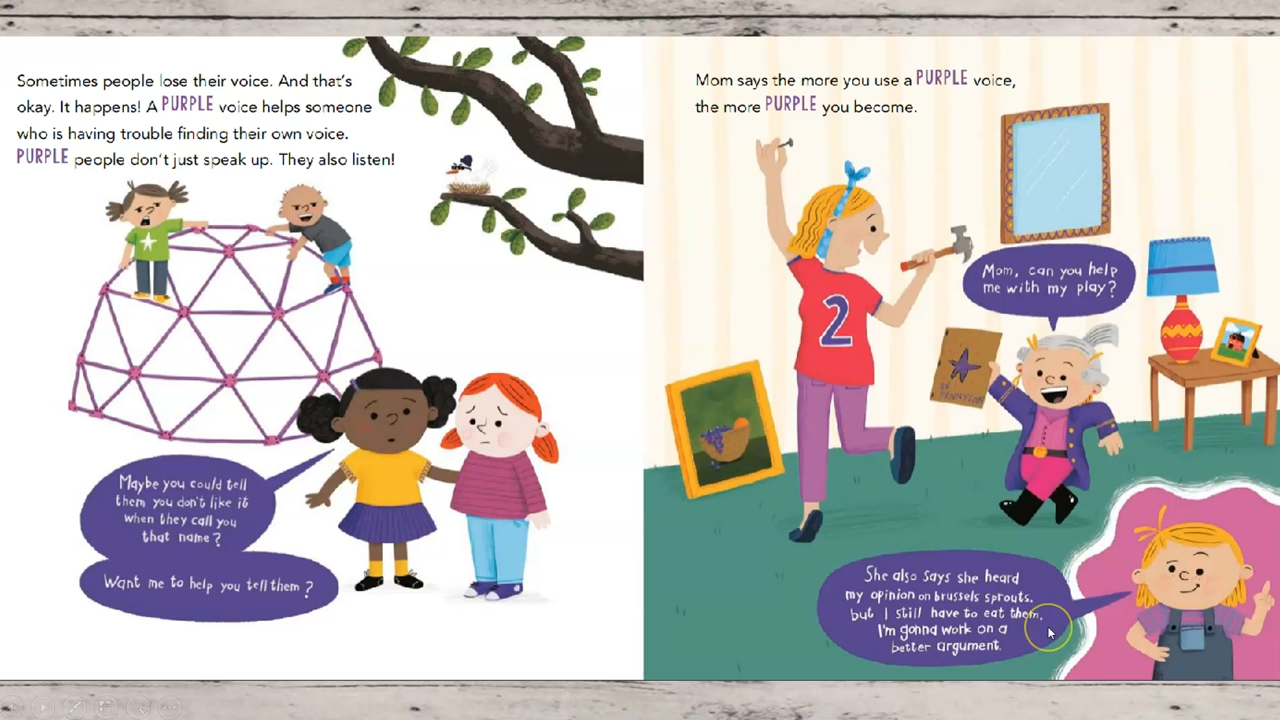 Sometimes people lose their voice. And that's
okay. It happens! A PURPLE voice helps someone
who is having trouble finding their own voice.
PURPLE people don't just speak up. They also listen!
Maybe you could tell
them you don't like it
when they call you
that name?
Want me to help you tell them?
Mom says the more you use a PURPLE voice,
the more PURPLE you become.
2
Mom, can you help
me with my play?
She also says she heard
my opinion on brussels sprouts.
but I still have to eat them.
I'm gonna work on a
better argument.